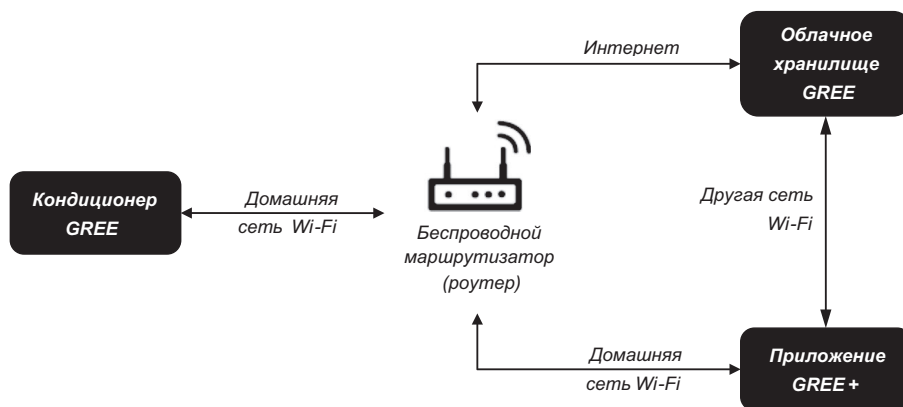 Интернет
Облачное
хранилище
GREE
Кондиционер
GREE
Домашняя
сеть Wi-Fi
Беспроводной
маршрутизатор
(роутер)
Другая сеть
Wi-Fi
Домашняя
сеть Wi-Fi
Приложение
GREE +